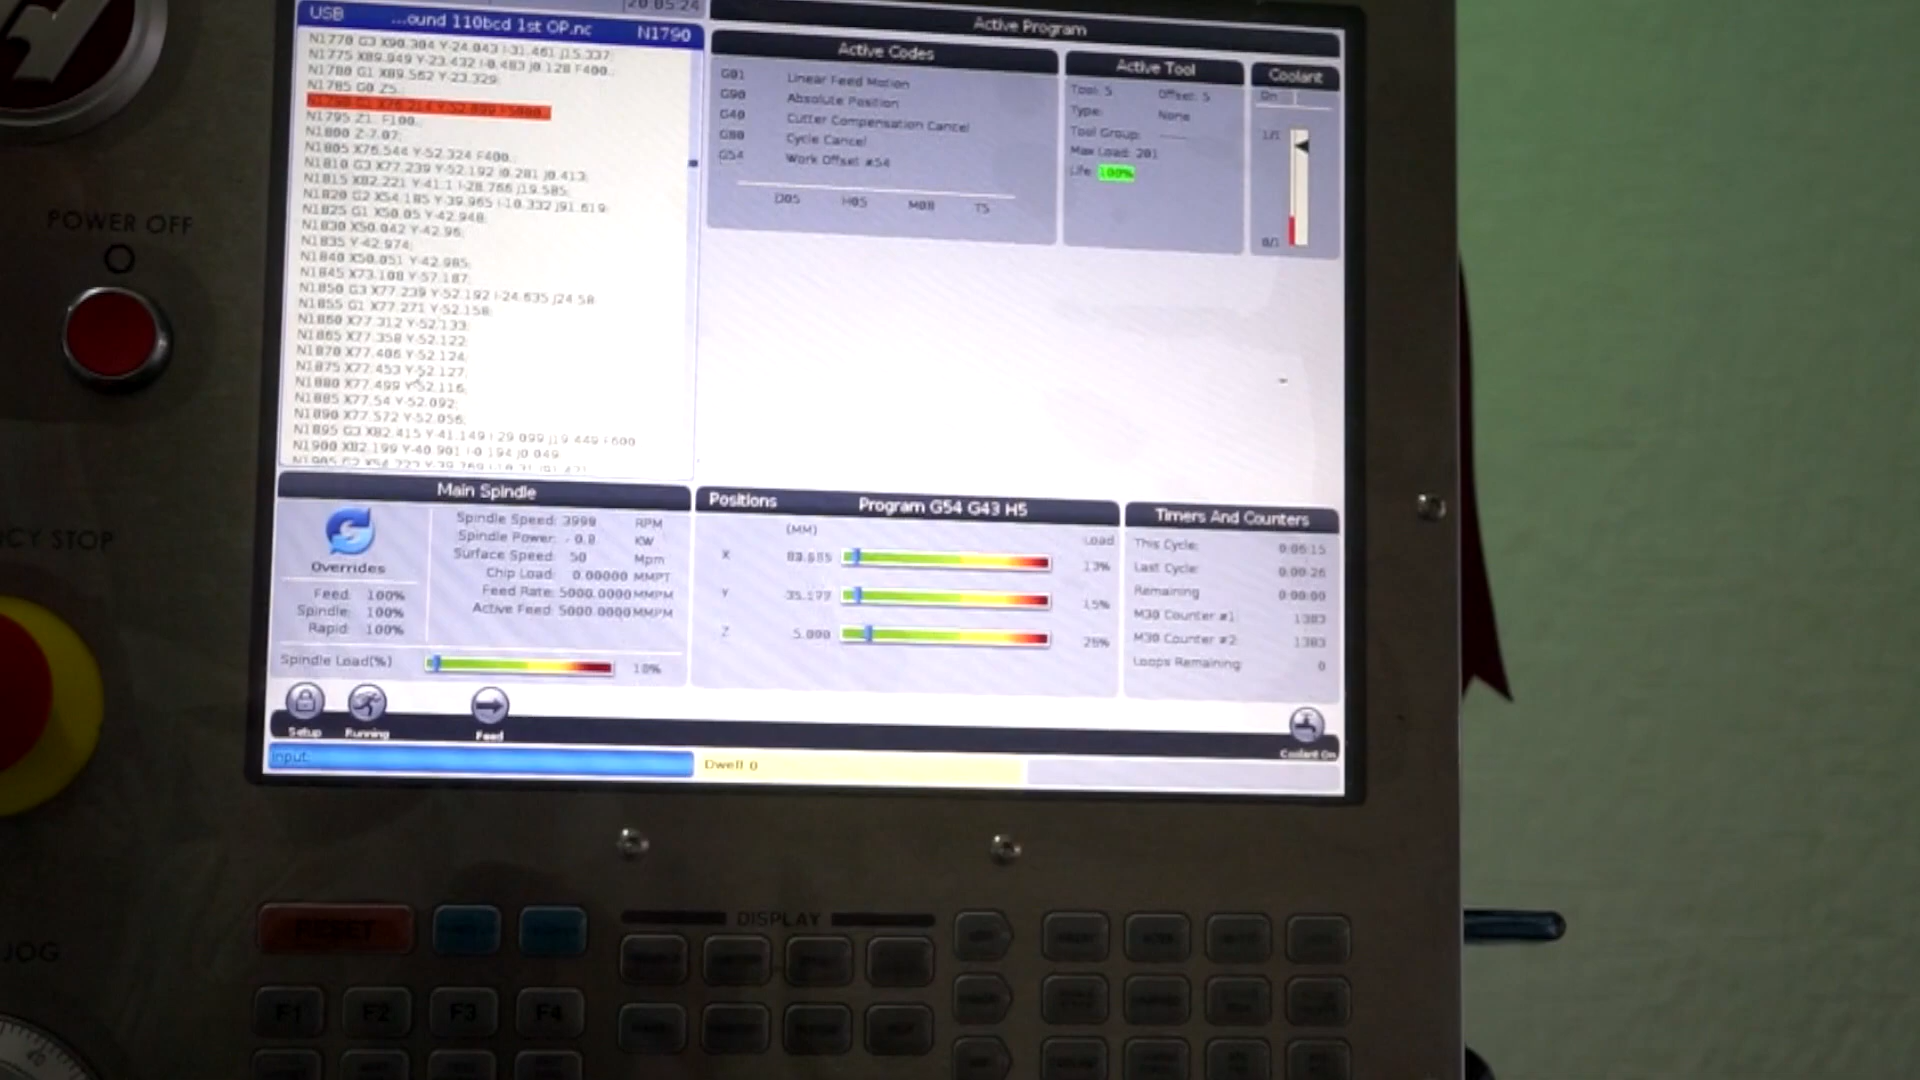 20:05:24
USB ...ound 110bcd 1st OP.nc N1790
N1770 G3 X90.304 Y-24.043 I-31.461 J15.337;
N1775 X89.949 Y-23.432 I-0.483 J0.128 F400.;
N1780 G1 X89.562 Y-23.329;
N1785 G0 Z5.;
N1790 G1 X76.214 Y-52.899 F5000.;
N1795 Z1. F100.;
N1800 Z-7.07;
N1805 X76.544 Y-52.324 F400.;
N1810 G3 X77.239 Y-52.192 I0.281 J0.413;
N1815 X82.221 Y-41.1 I-28.766 J19.585;
N1820 G2 X54.185 Y-39.965 I-10.332 J91.619;
N1825 G1 X50.05 Y-42.948;
N1830 X50.042 Y-42.96;
N1835 Y-42.974;
N1840 X50.051 Y-42.985;
N1845 X73.108 Y-57.187;
N1850 G3 X77.239 Y-52.192 I-24.635 J24.58
N1855 G1 X77.271 Y-52.158;
N1860 X77.312 Y-52.133;
N1865 X77.358 Y-52.122;
N1870 X77.406 Y-52.124;
N1875 X77.453 Y-52.127;
N1880 X77.499 Y-52.116;
N1885 X77.54 Y-52.092;
N1890 X77.572 Y-52.056;
N1895 G3 X82.415 Y-41.149 I-29.099 J19.449 F600
N1900 X82.199 Y-40.901 I-0.194 J0.049
Active Program
Active Codes
G01 Linear Feed Motion
G90 Absolute Position
G40 Cutter Compensation Cancel
G80 Cycle Cancel
G54 Work Offset #54
D05 H05 M08 T5
Active Tool
Tool: 5 Offset: 5
Type: None
Tool Group: -----
Max Load: 201
Life: 100%
Coolant
On
1/1
0/1
Main Spindle
Overrides
Feed: 100%
Spindle: 100%
Rapid: 100%
Spindle Speed: 3998 RPM
Spindle Power: - 0.8 KW
Surface Speed: 50 Mpm
Chip Load: 0.00000 MMPT
Feed Rate: 5000.0000 MMPM
Active Feed: 5000.0000 MMPM
Spindle Load(%) 18%
Positions Program G54 G43 H5
(MM) Load
X 83.685 13%
Y -35.177 15%
Z 5.000 26%
Timers And Counters
This Cycle: 0:06:15
Last Cycle: 0:00:26
Remaining 0:00:00
M30 Counter #1: 1383
M30 Counter #2: 1383
Loops Remaining: 0
Setup Running Feed Coolant On
Input:
Dwell 0
POWER OFF
CY STOP
JOG
RESET
DISPLAY
F1 F2 F3 F4